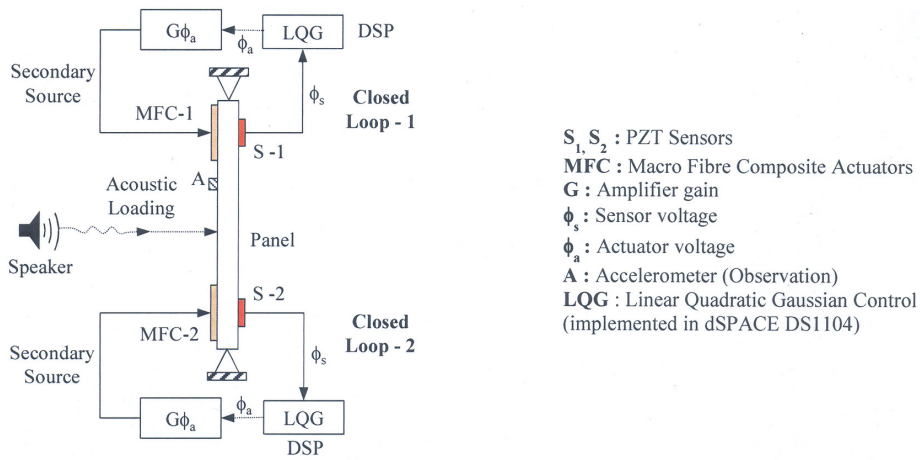 Gϕa
LQG
DSP
ϕa
Secondary
Source
MFC-1
ϕs
Closed
Loop - 1
S -1
A
Acoustic
Loading
Speaker
Panel
S -2
MFC-2
Closed
Loop - 2
Secondary
Source
ϕs
Gϕa
ϕa
LQG
DSP
S1, S2 : PZT Sensors
MFC : Macro Fibre Composite Actuators
G : Amplifier gain
ϕs : Sensor voltage
ϕa : Actuator voltage
A : Accelerometer (Observation)
LQG : Linear Quadratic Gaussian Control
(implemented in dSPACE DS1104)